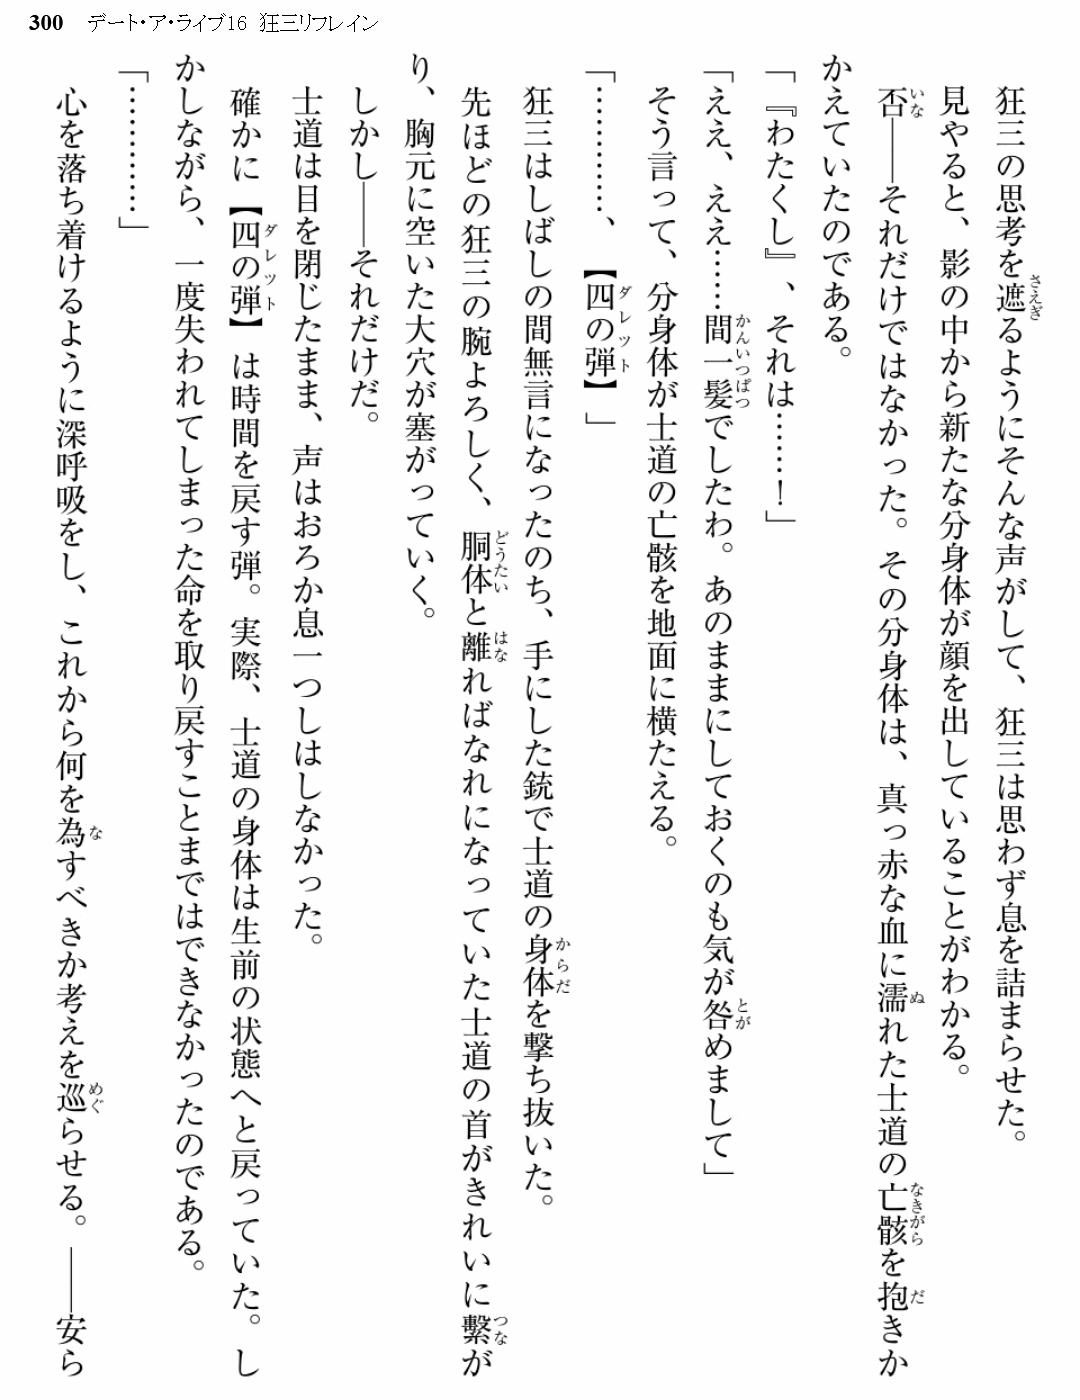 300 デート・ア・ライブ16 狂三リフレイン
狂三の思考を遮るようにそんな声がして、狂三は思わず息を詰まらせた。
見やると、影の中から新たな分身体が顔を出していることがわかる。
否――それだけではなかった。その分身体は、真っ赤な血に濡れた士道の亡骸を抱きか
かえていたのである。
「『わたくし』、それは……！」
「ええ、ええ……間一髪でしたわ。あのままにしておくのも気が咎めまして」
そう言って、分身体が士道の亡骸を地面に横たえる。
「…………、【四の弾】」
狂三はしばしの間無言になったのち、手にした銃で士道の身体を撃ち抜いた。
先ほどの狂三の腕よろしく、胴体と離ればなれになっていた士道の首がきれいに繫が
り、胸元に空いた大穴が塞がっていく。
しかし――それだけだ。
士道は目を閉じたまま、声はおろか息一つしはしなかった。
確かに【四の弾】は時間を戻す弾。実際、士道の身体は生前の状態へと戻っていた。し
かしながら、一度失われてしまった命を取り戻すことまではできなかったのである。
「…………」
心を落ち着けるように深呼吸をし、これから何を為すべきか考えを巡らせる。――安ら